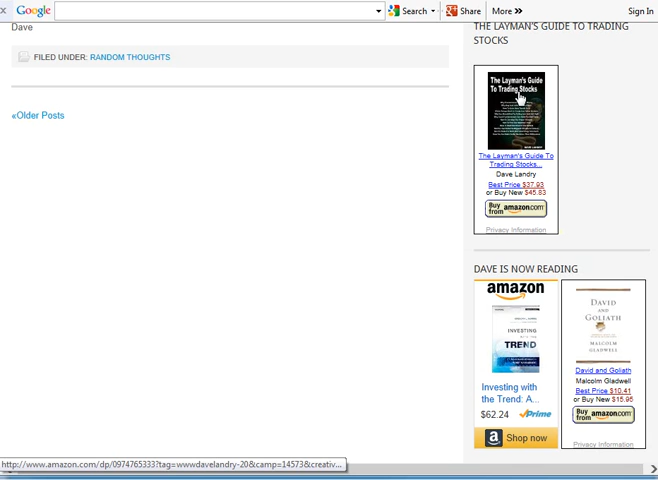 x Google Search Share More » Sign In
Dave
FILED UNDER: RANDOM THOUGHTS
«Older Posts
THE LAYMAN'S GUIDE TO TRADING
STOCKS
The Layman's Guide
To Trading Stocks
The Layman's Guide To
Trading Stocks...
Dave Landry
Best Price $37.93
or Buy New $45.83
Buy from amazon.com
Privacy Information
DAVE IS NOW READING
amazon
INVESTING
WITH THE
TREND
Investing with
the Trend: A...
$62.24 Prime
Shop now
DAVID
AND
GOLIATH
MALCOLM
GLADWELL
David and Goliath
Malcolm Gladwell
Best Price $10.41
or Buy New $15.95
Buy from amazon.com
Privacy Information
http://www.amazon.com/dp/0974765333?tag=wwwdavelandry-20&camp=14573&creativ...